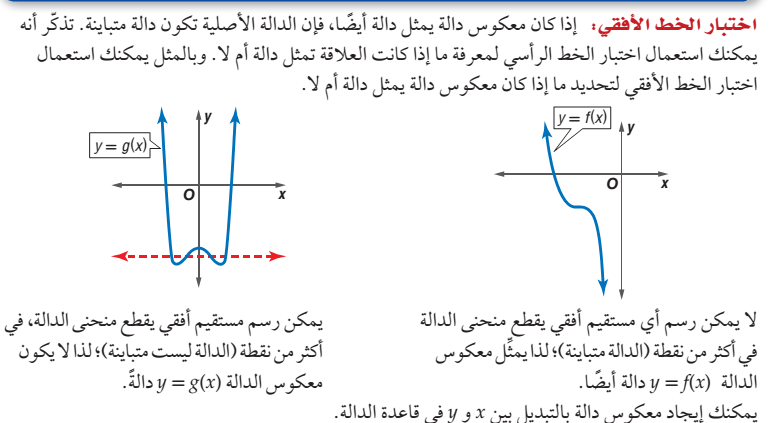 اختبار الخط الأفقي: إذا كان معكوس دالة يمثل دالة أيضًا، فإن الدالة الأصلية تكون دالة متباينة. تذكّر أنه
يمكنك استعمال اختبار الخط الرأسي لمعرفة ما إذا كانت العلاقة تمثل دالة أم لا. وبالمثل يمكنك استعمال
اختبار الخط الأفقي لتحديد ما إذا كان معكوس دالة يمثل دالة أم لا.
y = f(x)
y
O
x
y = g(x)
y
O
x
لا يمكن رسم أي مستقيم أفقي يقطع منحنى الدالة
في أكثر من نقطة (الدالة متباينة)؛ لذا يمثِّل معكوس
الدالة y = f(x) دالة أيضًا.
يمكن رسم مستقيم أفقي يقطع منحنى الدالة، في
أكثر من نقطة (الدالة ليست متباينة)؛ لذا لا يكون
معكوس الدالة y = g(x) دالةً.
يمكنك إيجاد معكوس دالة بالتبديل بين x و y في قاعدة الدالة.